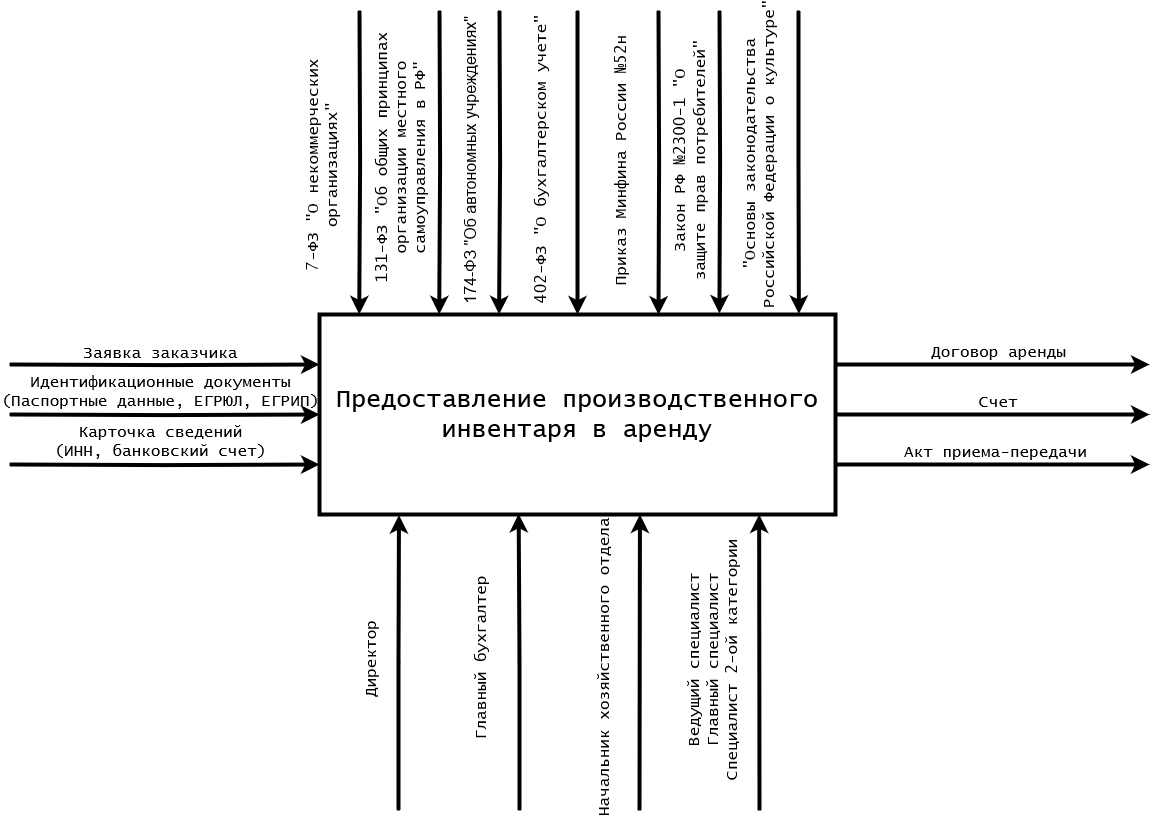 7-ФЗ "О некоммерческих
организациях"
131-ФЗ "Об общих принципах
организации местного
самоуправления в РФ"
174-ФЗ "Об автономных учреждениях"
402-ФЗ "О бухгалтерском учете"
Приказ Минфина России №52н
Закон РФ №2300-1 "О
защите прав потребителей"
"Основы законодательства
Российской Федерации о культуре"
Заявка заказчика
Идентификационные документы
(Паспортные данные, ЕГРЮЛ, ЕГРИП)
Карточка сведений
(ИНН, банковский счет)
Предоставление производственного
инвентаря в аренду
Договор аренды
Счет
Акт приема-передачи
Директор
Главный бухгалтер
Начальник хозяйственного отдела
Ведущий специалист
Главный специалист
Специалист 2-ой категории